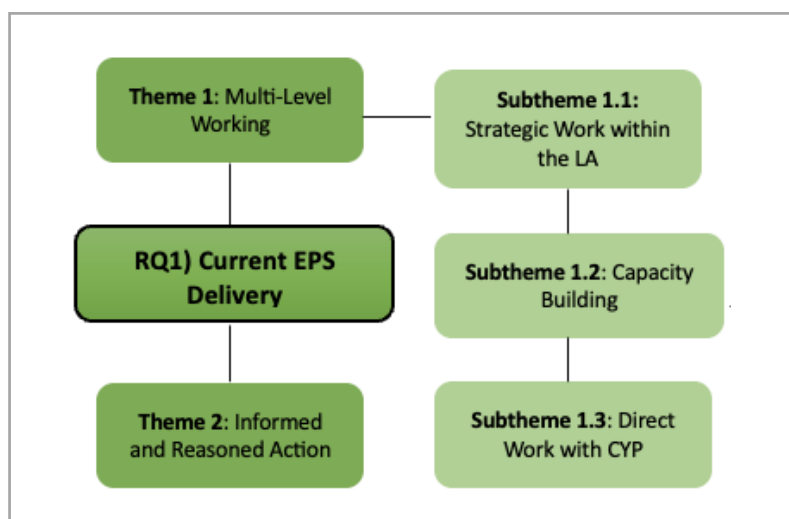 Theme 1: Multi-Level
Working
Subtheme 1.1:
Strategic Work within
the LA
RQ1) Current EPS
Delivery
Subtheme 1.2: Capacity
Building
Theme 2: Informed
and Reasoned Action
Subtheme 1.3: Direct
Work with CYP